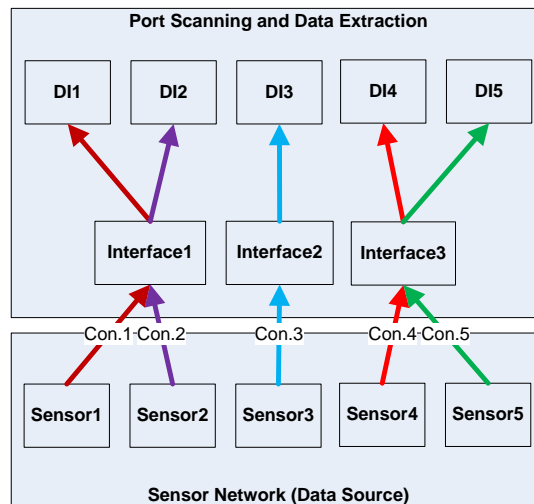 Port Scanning and Data Extraction
DI1 DI2 DI3 DI4 DI5
Interface1 Interface2 Interface3
Con.1 Con.2 Con.3 Con.4 Con.5
Sensor1 Sensor2 Sensor3 Sensor4 Sensor5
Sensor Network (Data Source)